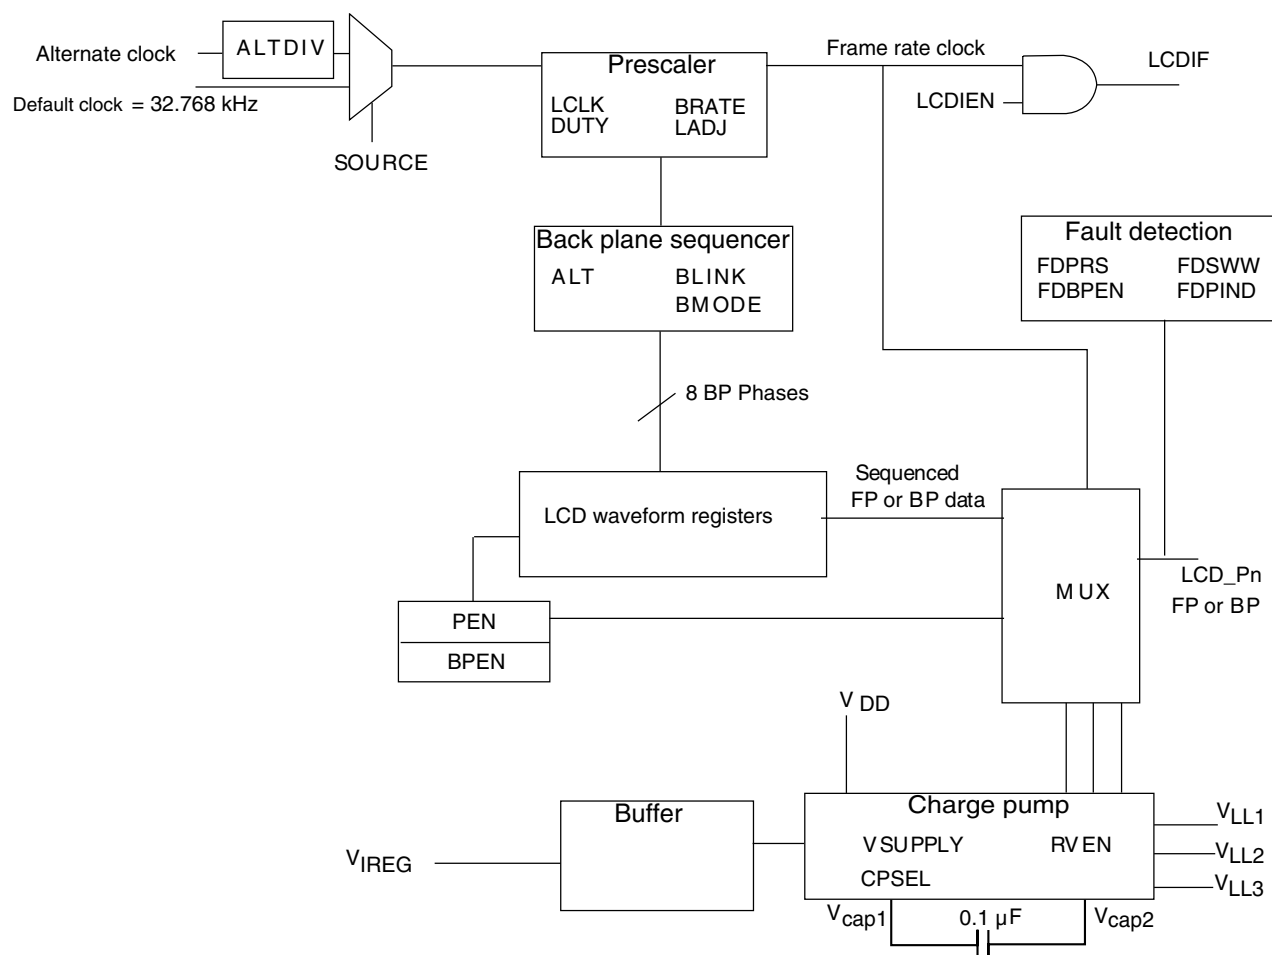 Alternate clock
ALTDIV
Default clock = 32.768 kHz
SOURCE
Prescaler
LCLK BRATE
DUTY LADJ
Frame rate clock
LCDIEN
LCDIF
Back plane sequencer
ALT BLINK
BMODE
Fault detection
FDPRS FDSWW
FDBPEN FDPIND
8 BP Phases
LCD waveform registers
Sequenced
FP or BP data
MUX
LCD_Pn
FP or BP
PEN
BPEN
VDD
Buffer
VIREG
Charge pump
VSUPPLY RVEN
CPSEL
VLL1
VLL2
VLL3
Vcap1 0.1 µF Vcap2